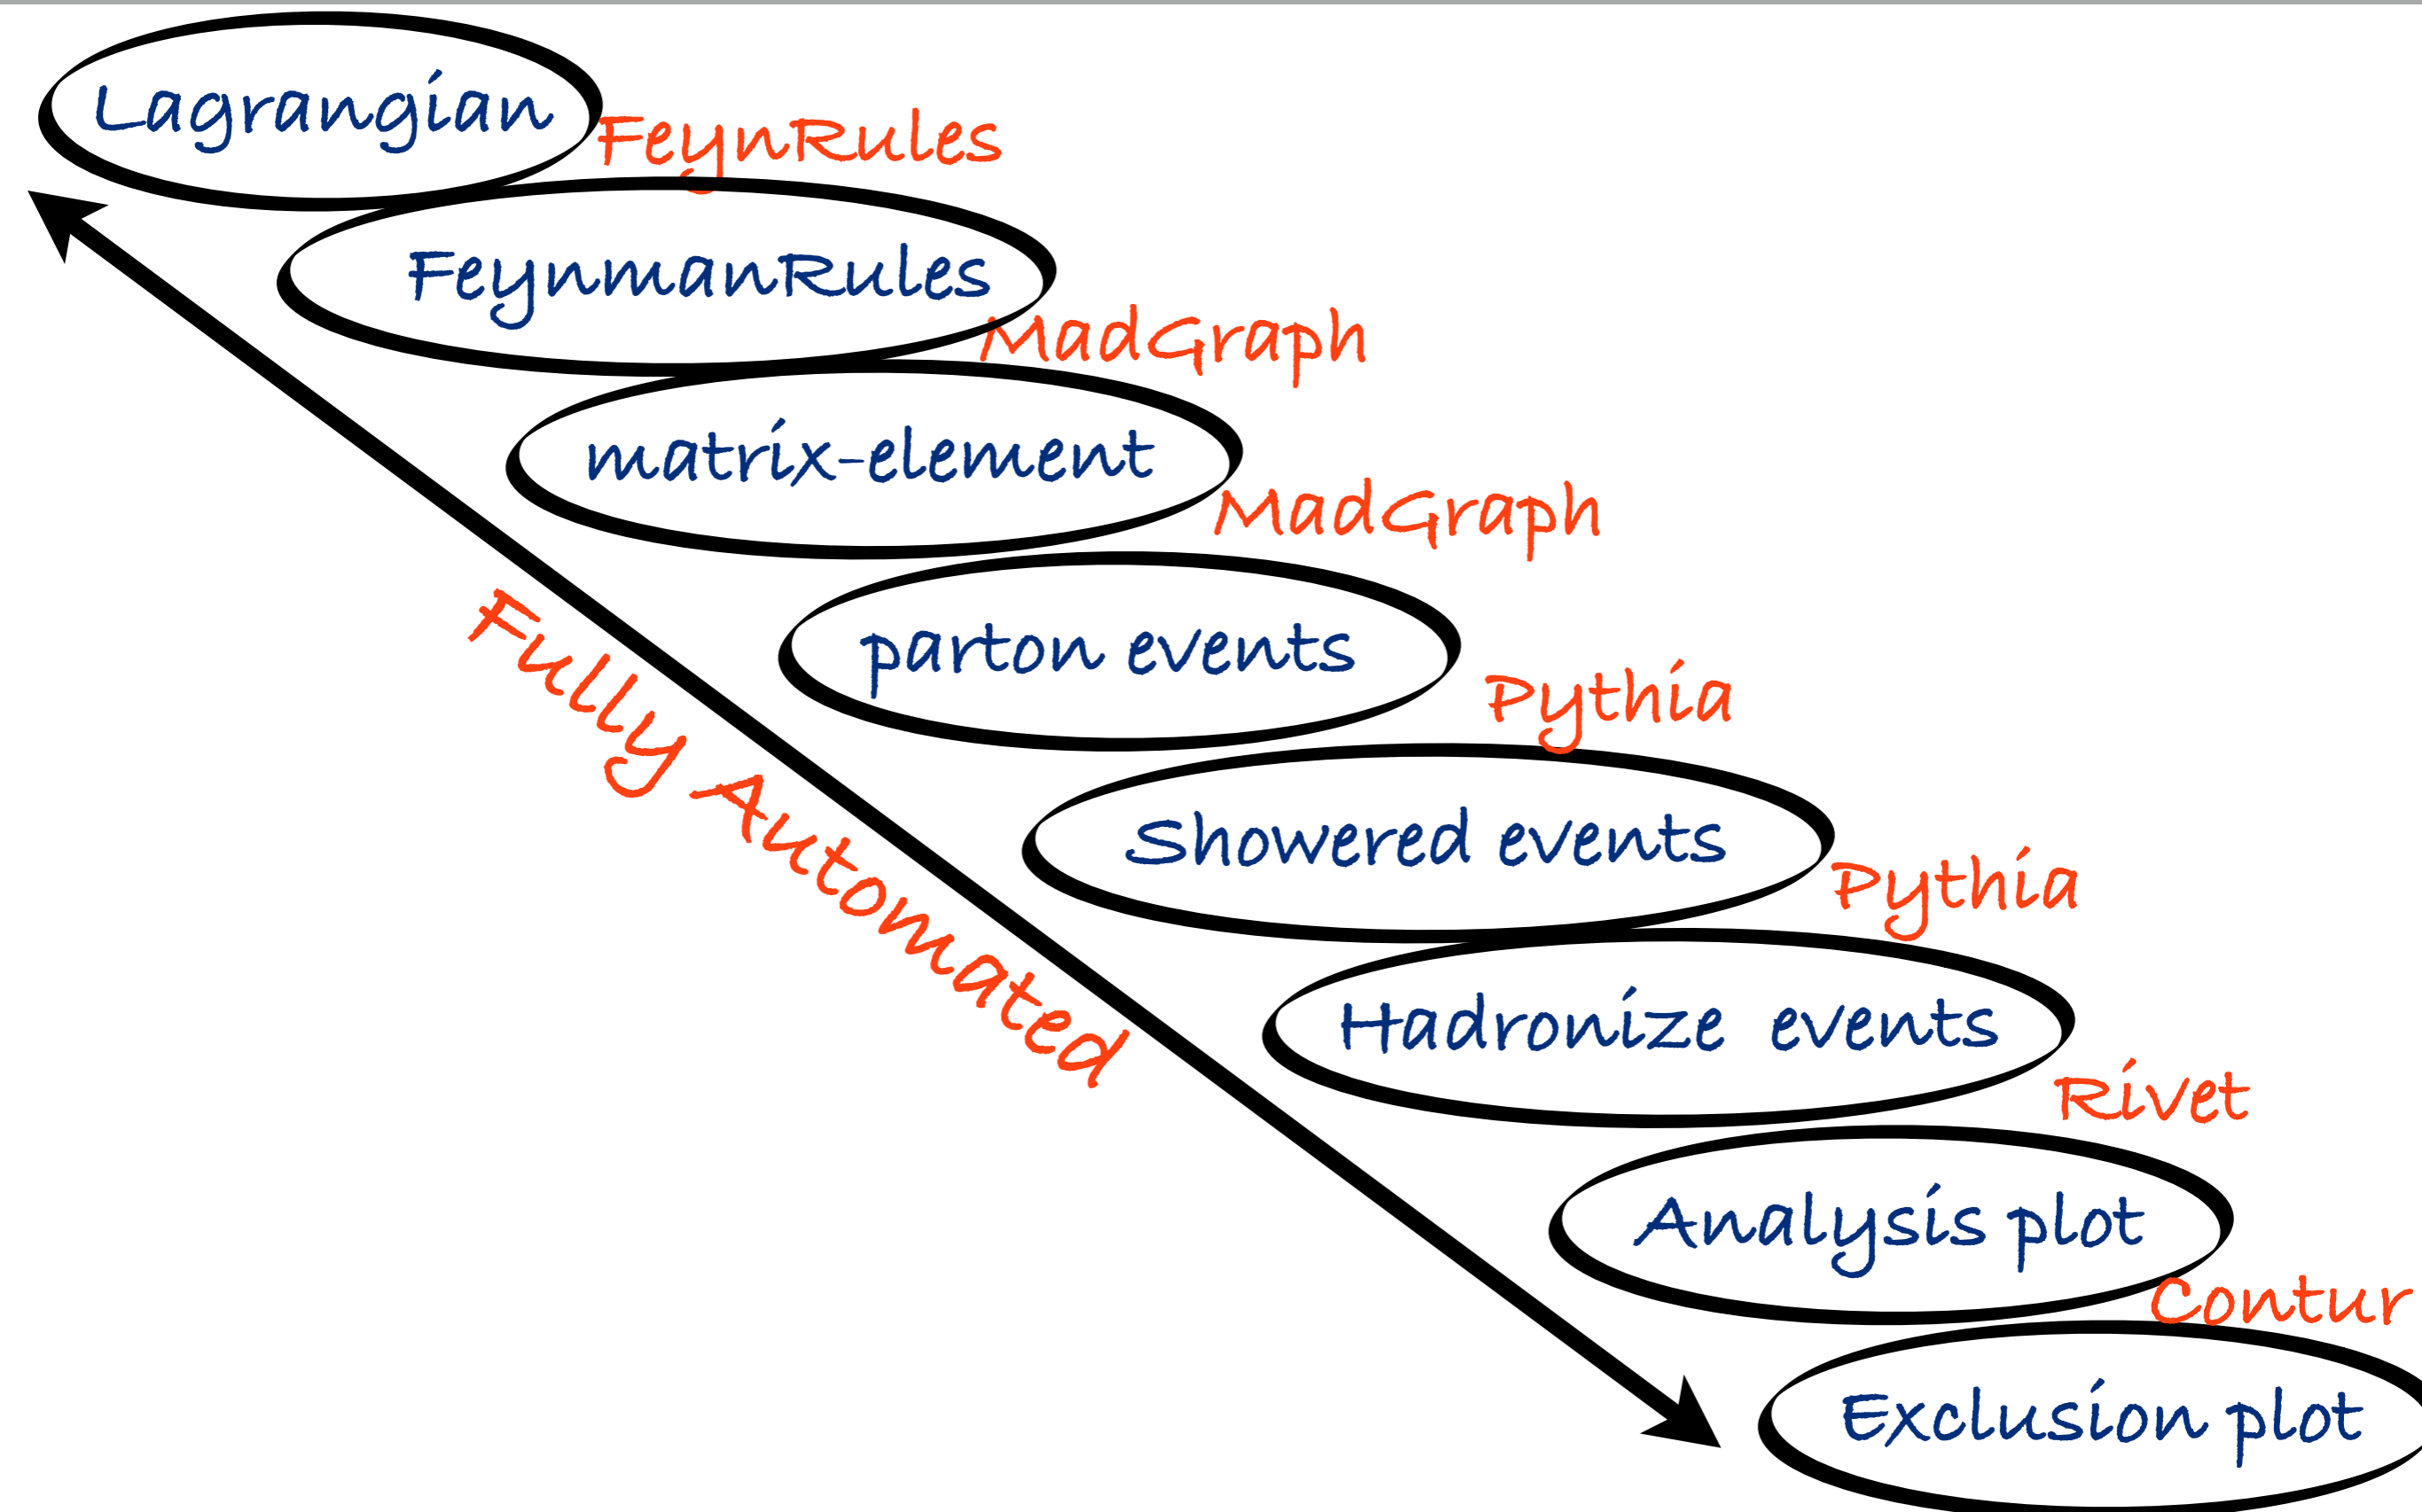 Lagrangian
FeynRules
FeynmanRules
MadGraph
matrix-element
MadGraph
parton events
Pythia
Showered events
Pythia
Hadronize events
Rivet
Analysis plot
Contur
Exclusion plot
Fully Automated